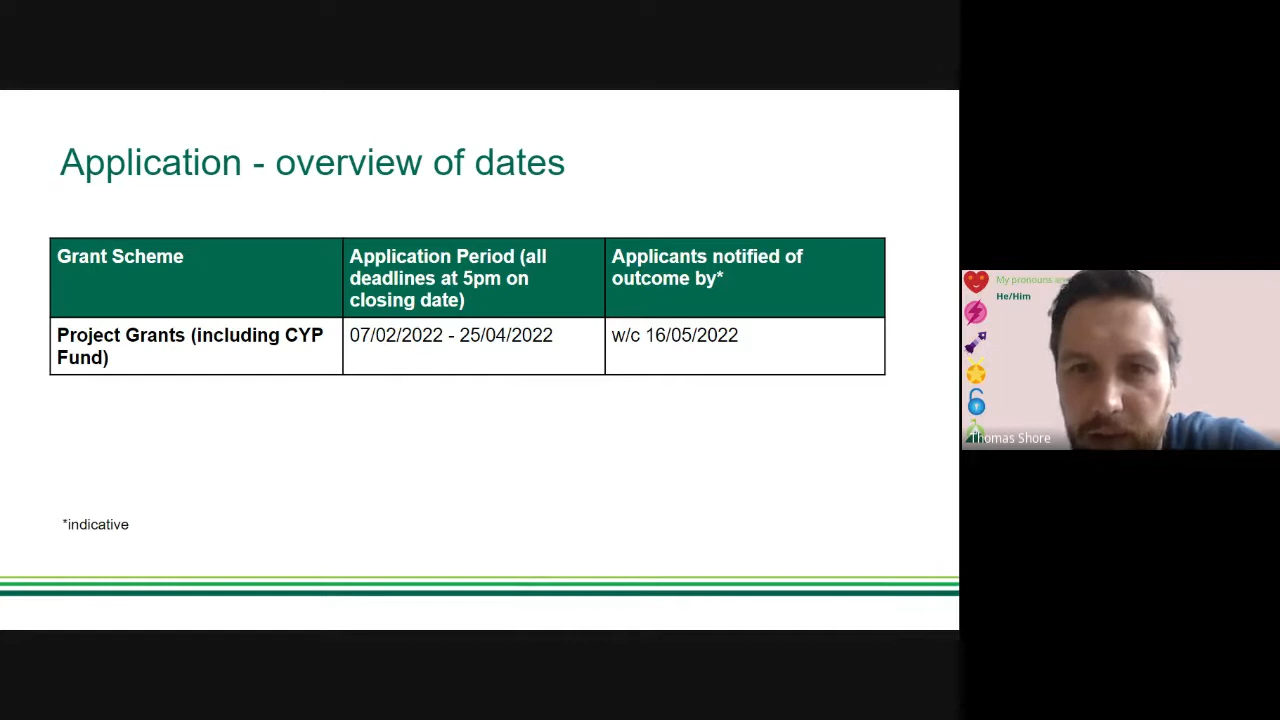 Application - overview of dates
Grant Scheme
Application Period (all
deadlines at 5pm on
closing date)
Applicants notified of
outcome by*
Project Grants (including CYP
Fund)
07/02/2022 - 25/04/2022
w/c 16/05/2022
*indicative
My pronouns
He/Him
Thomas Shore